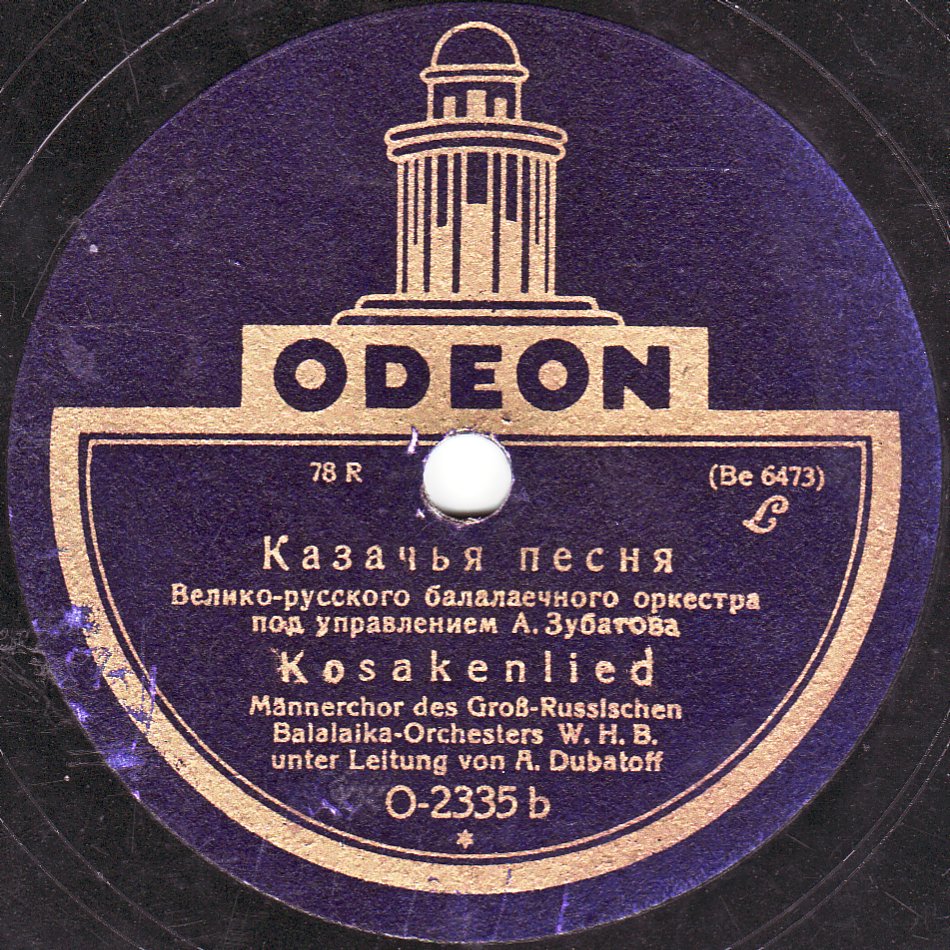 ODEON
78 R
(Be 6473)
L
Казачья песня
Велико-русского балалаечного оркестра
под управлением А. Зубатова
Kosakenlied
Männerchor des Groß-Russischen
Balalaika-Orchesters W. H. B.
unter Leitung von A. Dubatoff
O-2335 b
*